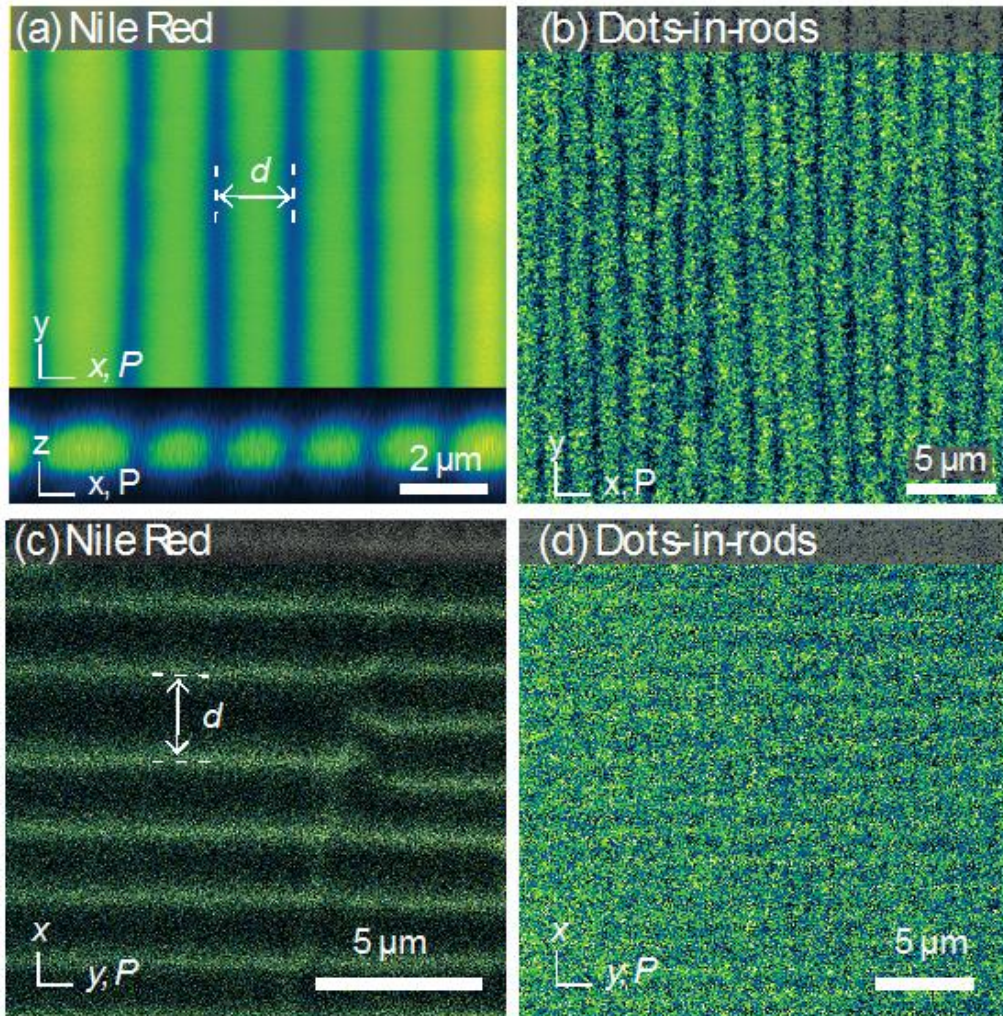 (a) Nile Red
d
y
x, P
z
x, P
2 µm
(b) Dots-in-rods
y
x, P
5 µm
(c) Nile Red
d
x
y, P
5 µm
(d) Dots-in-rods
x
y, P
5 µm